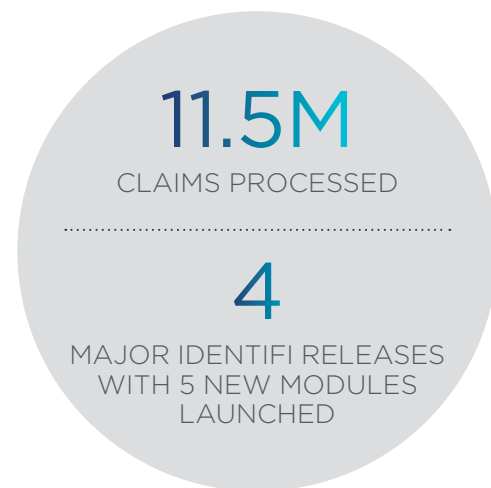 11.5M
CLAIMS PROCESSED
4
MAJOR IDENTIFI RELEASES
WITH 5 NEW MODULES
LAUNCHED